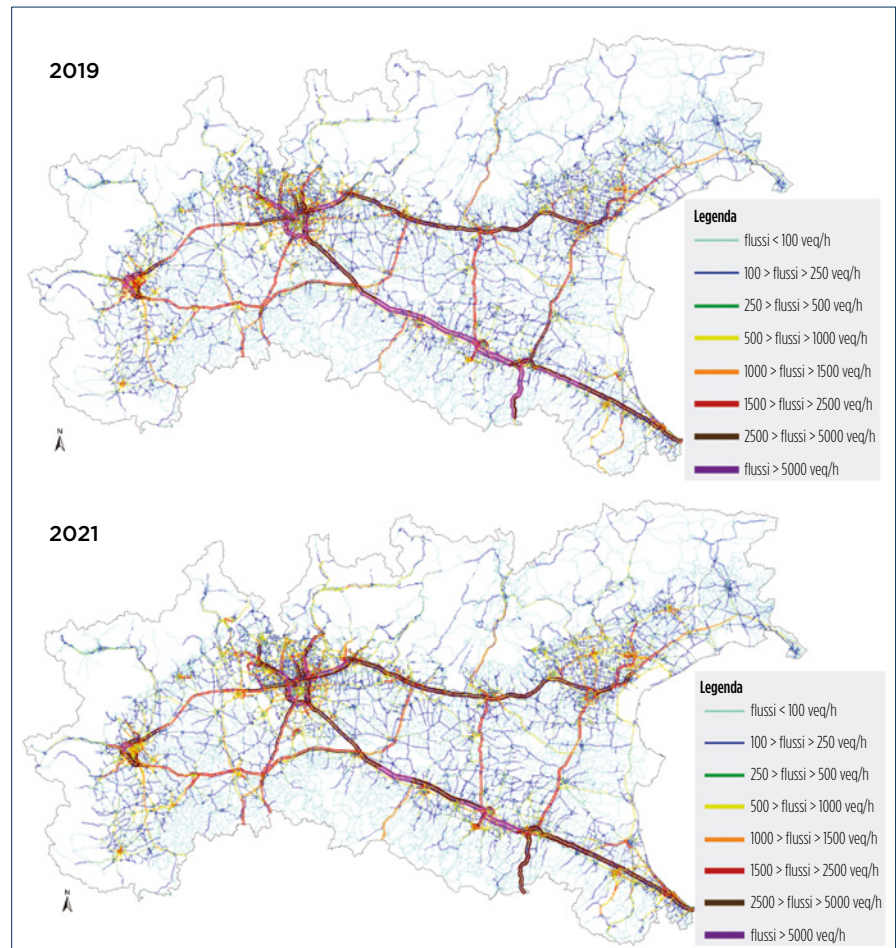 2019
Legenda
flussi < 100 veq/h
100 > flussi > 250 veq/h
250 > flussi > 500 veq/h
500 > flussi > 1000 veq/h
1000 > flussi > 1500 veq/h
1500 > flussi > 2500 veq/h
2500 > flussi > 5000 veq/h
flussi > 5000 veq/h
N
2021
Legenda
flussi < 100 veq/h
100 > flussi > 250 veq/h
250 > flussi > 500 veq/h
500 > flussi > 1000 veq/h
1000 > flussi > 1500 veq/h
1500 > flussi > 2500 veq/h
2500 > flussi > 5000 veq/h
flussi > 5000 veq/h
N